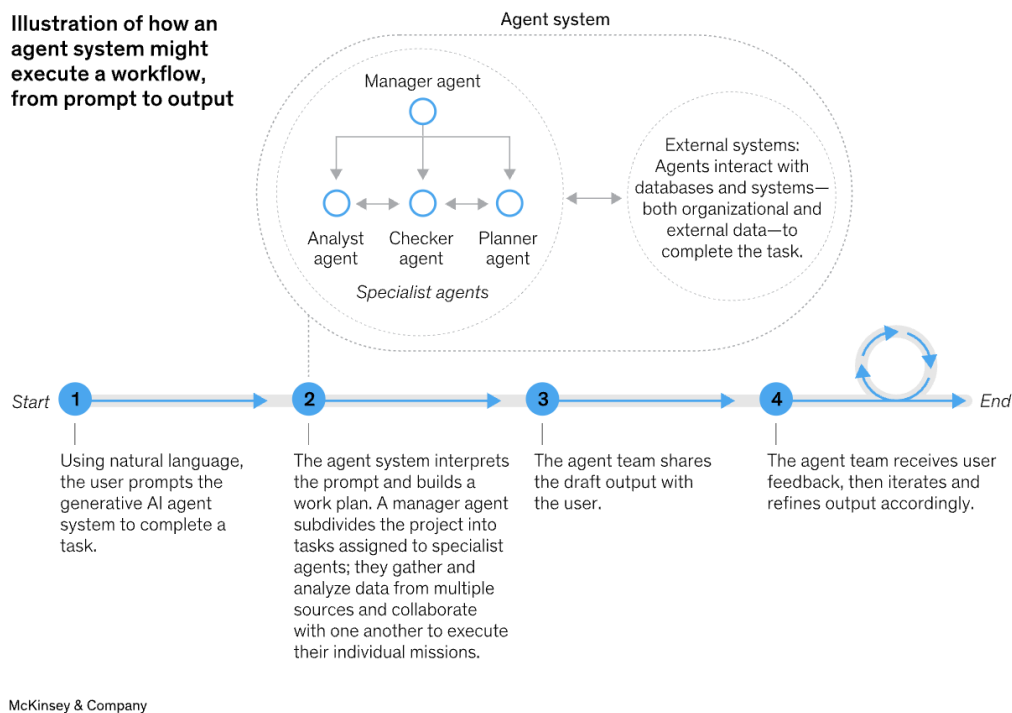 Illustration of how an
agent system might
execute a workflow,
from prompt to output
Agent system
Manager agent
Analyst
agent
Checker
agent
Planner
agent
Specialist agents
External systems:
Agents interact with
databases and systems—
both organizational and
external data—to
complete the task.
Start
1
2
3
4
End
Using natural language,
the user prompts the
generative AI agent
system to complete a
task.
The agent system interprets
the prompt and builds a
work plan. A manager agent
subdivides the project into
tasks assigned to specialist
agents; they gather and
analyze data from multiple
sources and collaborate
with one another to execute
their individual missions.
The agent team shares
the draft output with
the user.
The agent team receives user
feedback, then iterates and
refines output accordingly.
McKinsey & Company